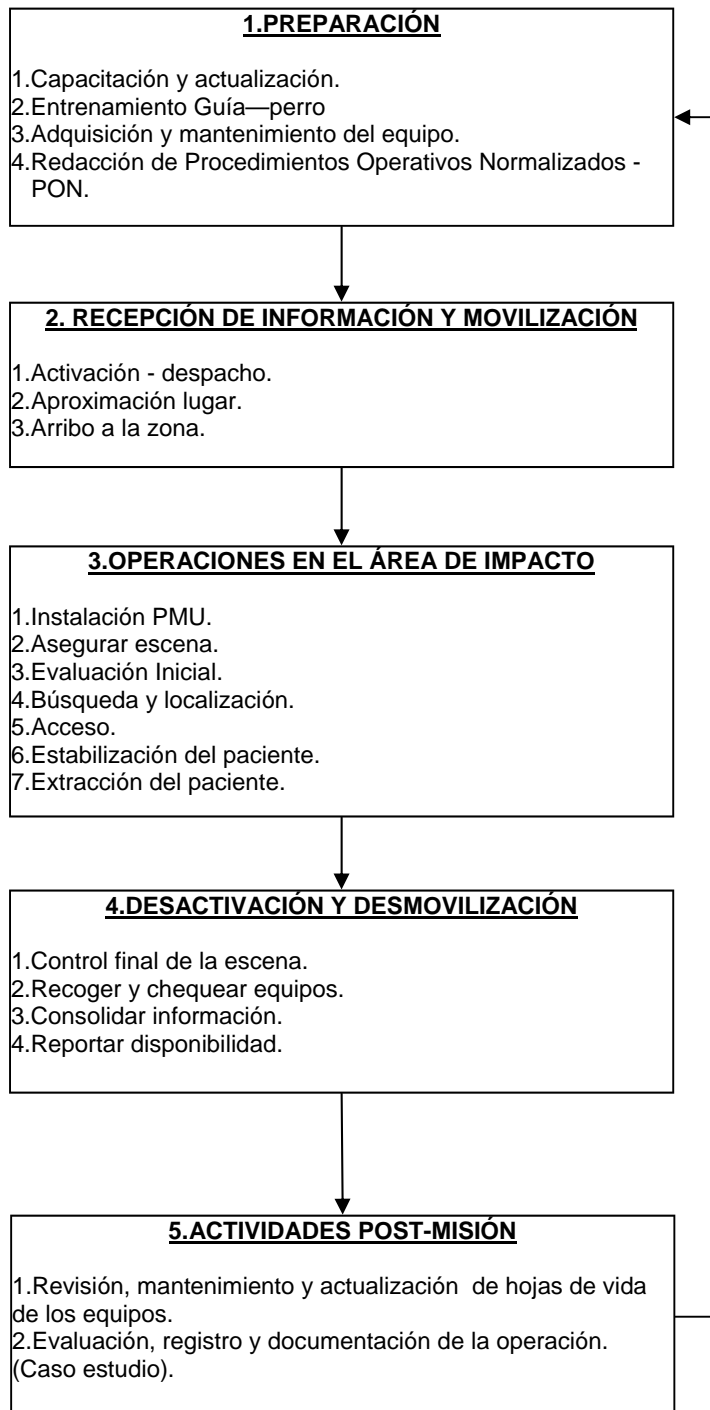 1.PREPARACIÓN
1.Capacitación y actualización.
2.Entrenamiento Guía—perro
3.Adquisición y mantenimiento del equipo.
4.Redacción de Procedimientos Operativos Normalizados -
PON.
2. RECEPCIÓN DE INFORMACIÓN Y MOVILIZACIÓN
1.Activación - despacho.
2.Aproximación lugar.
3.Arribo a la zona.
3.OPERACIONES EN EL ÁREA DE IMPACTO
1.Instalación PMU.
2.Asegurar escena.
3.Evaluación Inicial.
4.Búsqueda y localización.
5.Acceso.
6.Estabilización del paciente.
7.Extracción del paciente.
4.DESACTIVACIÓN Y DESMOVILIZACIÓN
1.Control final de la escena.
2.Recoger y chequear equipos.
3.Consolidar información.
4.Reportar disponibilidad.
5.ACTIVIDADES POST-MISIÓN
1.Revisión, mantenimiento y actualización  de hojas de vida
de los equipos.
2.Evaluación, registro y documentación de la operación.
(Caso estudio).